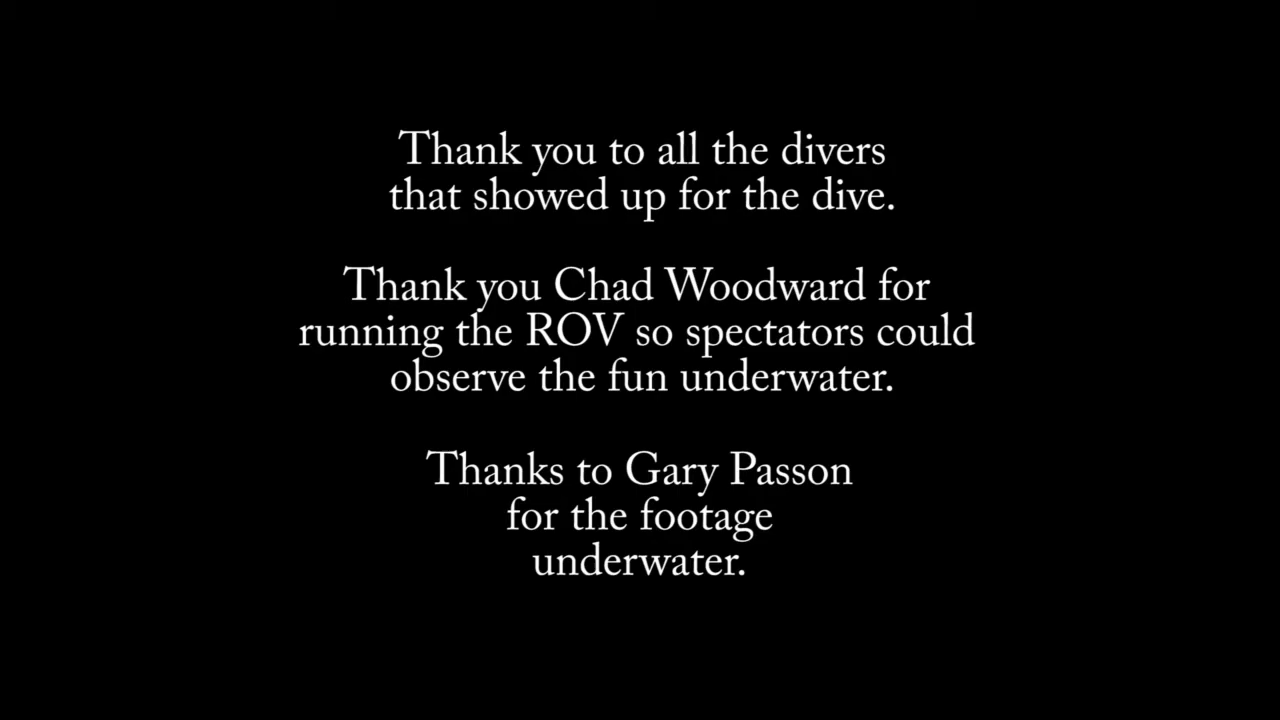 Thank you to all the divers
that showed up for the dive.
Thank you Chad Woodward for
running the ROV so spectators could
observe the fun underwater.
Thanks to Gary Passon
for the footage
underwater.